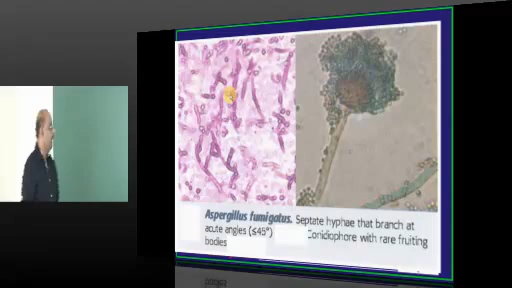 Aspergillus fumigatus. Septate hyphae that branch at
acute angles (≤45°) Conidiophore with rare fruiting
bodies